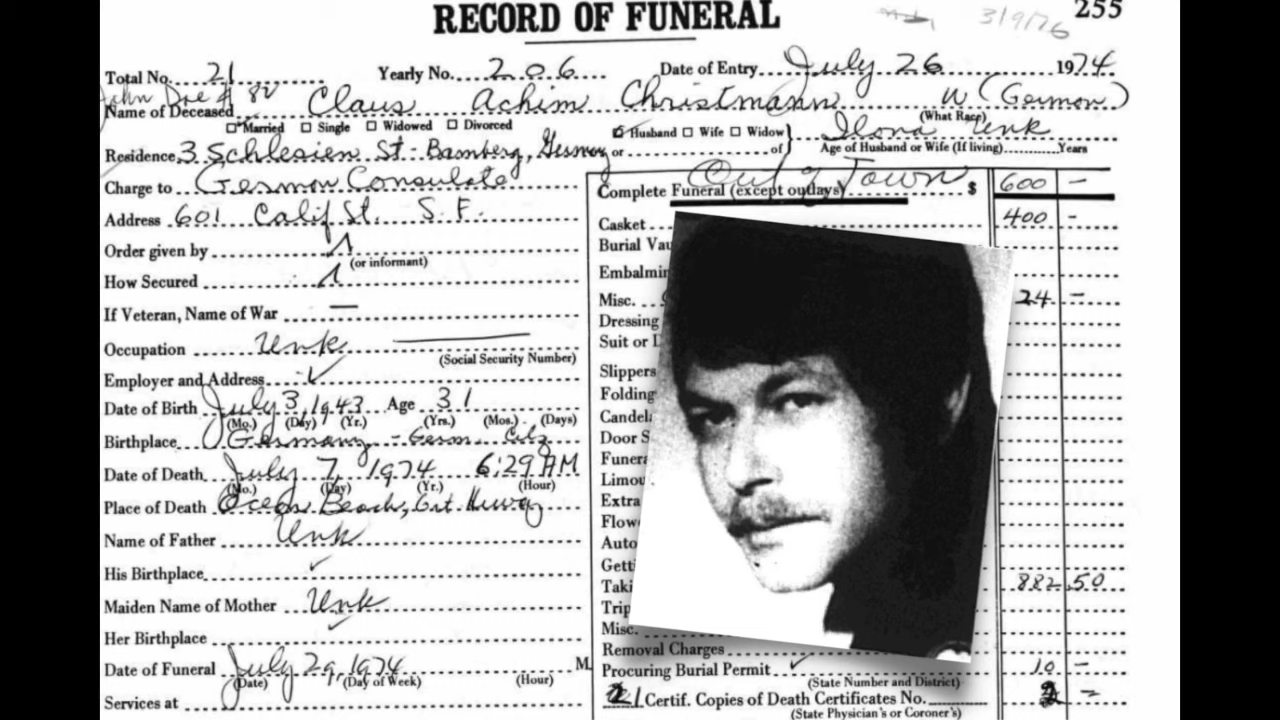 RECORD OF FUNERAL
3/9/76
255
Total No. 21 Yearly No. 206 Date of Entry July 26 1974
John Doe # 80
Name of Deceased Claus Achim Christmann W (German)
(What Race)
Married Single Widowed Divorced
Husband Wife Widow of Ilona Unk
Residence 3 Schlesien St - Bamberg, Germany or of Age of Husband or Wife (If living) Years
Charge to German Consulate
Out of Town
Complete Funeral (except outlays) $ 600 -
Address 601 Calif St. S. F.
Casket 400 -
Burial Vau
Order given by
(or informant)
Embalmin
How Secured
Misc. 24 -
If Veteran, Name of War —
Dressing
Suit or D
Occupation Unk
(Social Security Number)
Slippers
Employer and Address
Folding
Date of Birth July 3, 1943 Age 31
(Mo.) (Day) (Yr.) (Yrs.) (Mos.) (Days)
Candela
Birthplace Germany - Germ. Citz
Door S
Funera
Date of Death July 7, 1974 6:29 AM
(Mo.) (Day) (Yr.) (Hour)
Limou
Extra
Place of Death Ocean Beach, Grt. Hiway
Flow
Name of Father Unk
Auto
Getti
His Birthplace
Taki 882 50
Maiden Name of Mother Unk
Trip
Misc.
Her Birthplace
Removal Charges
Date of Funeral July 29, 1974 M.
(Date) (Day of Week) (Hour)
Procuring Burial Permit 10 -
(State Number and District)
Services at
Certif. Copies of Death Certificates No.
(State Physician's or Coroner's)